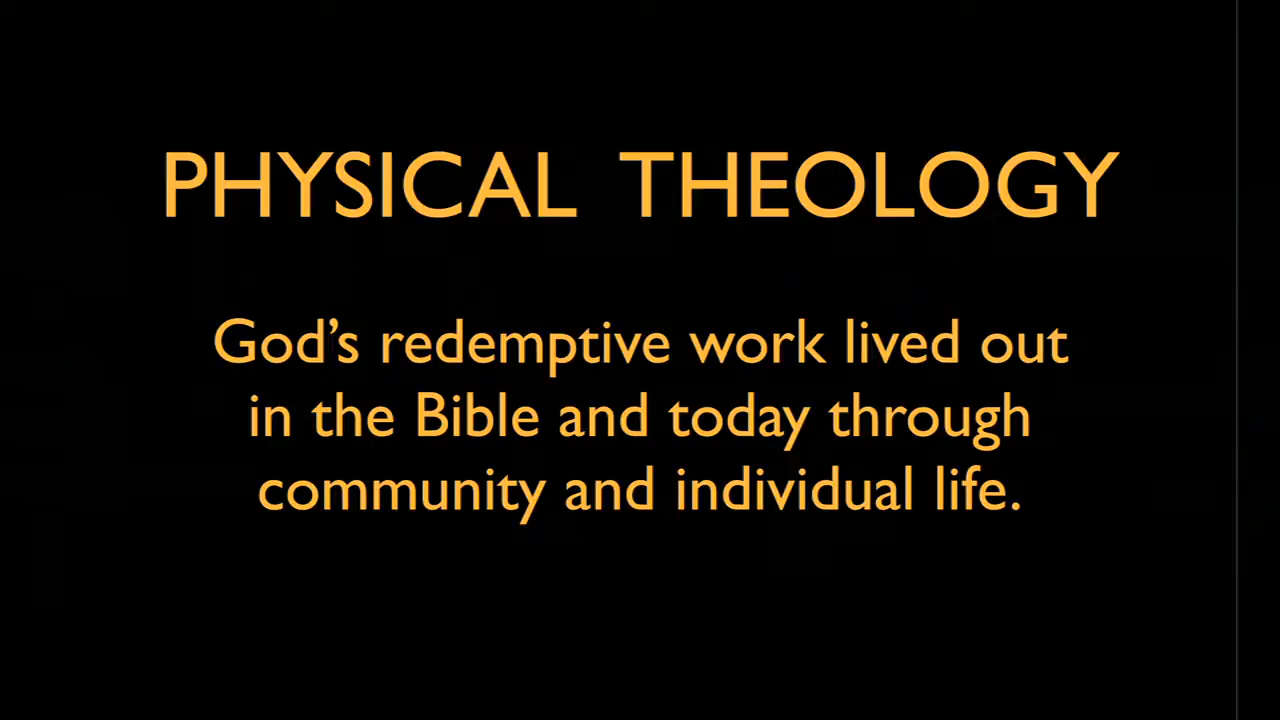 PHYSICAL THEOLOGY
God’s redemptive work lived out
in the Bible and today through
community and individual life.